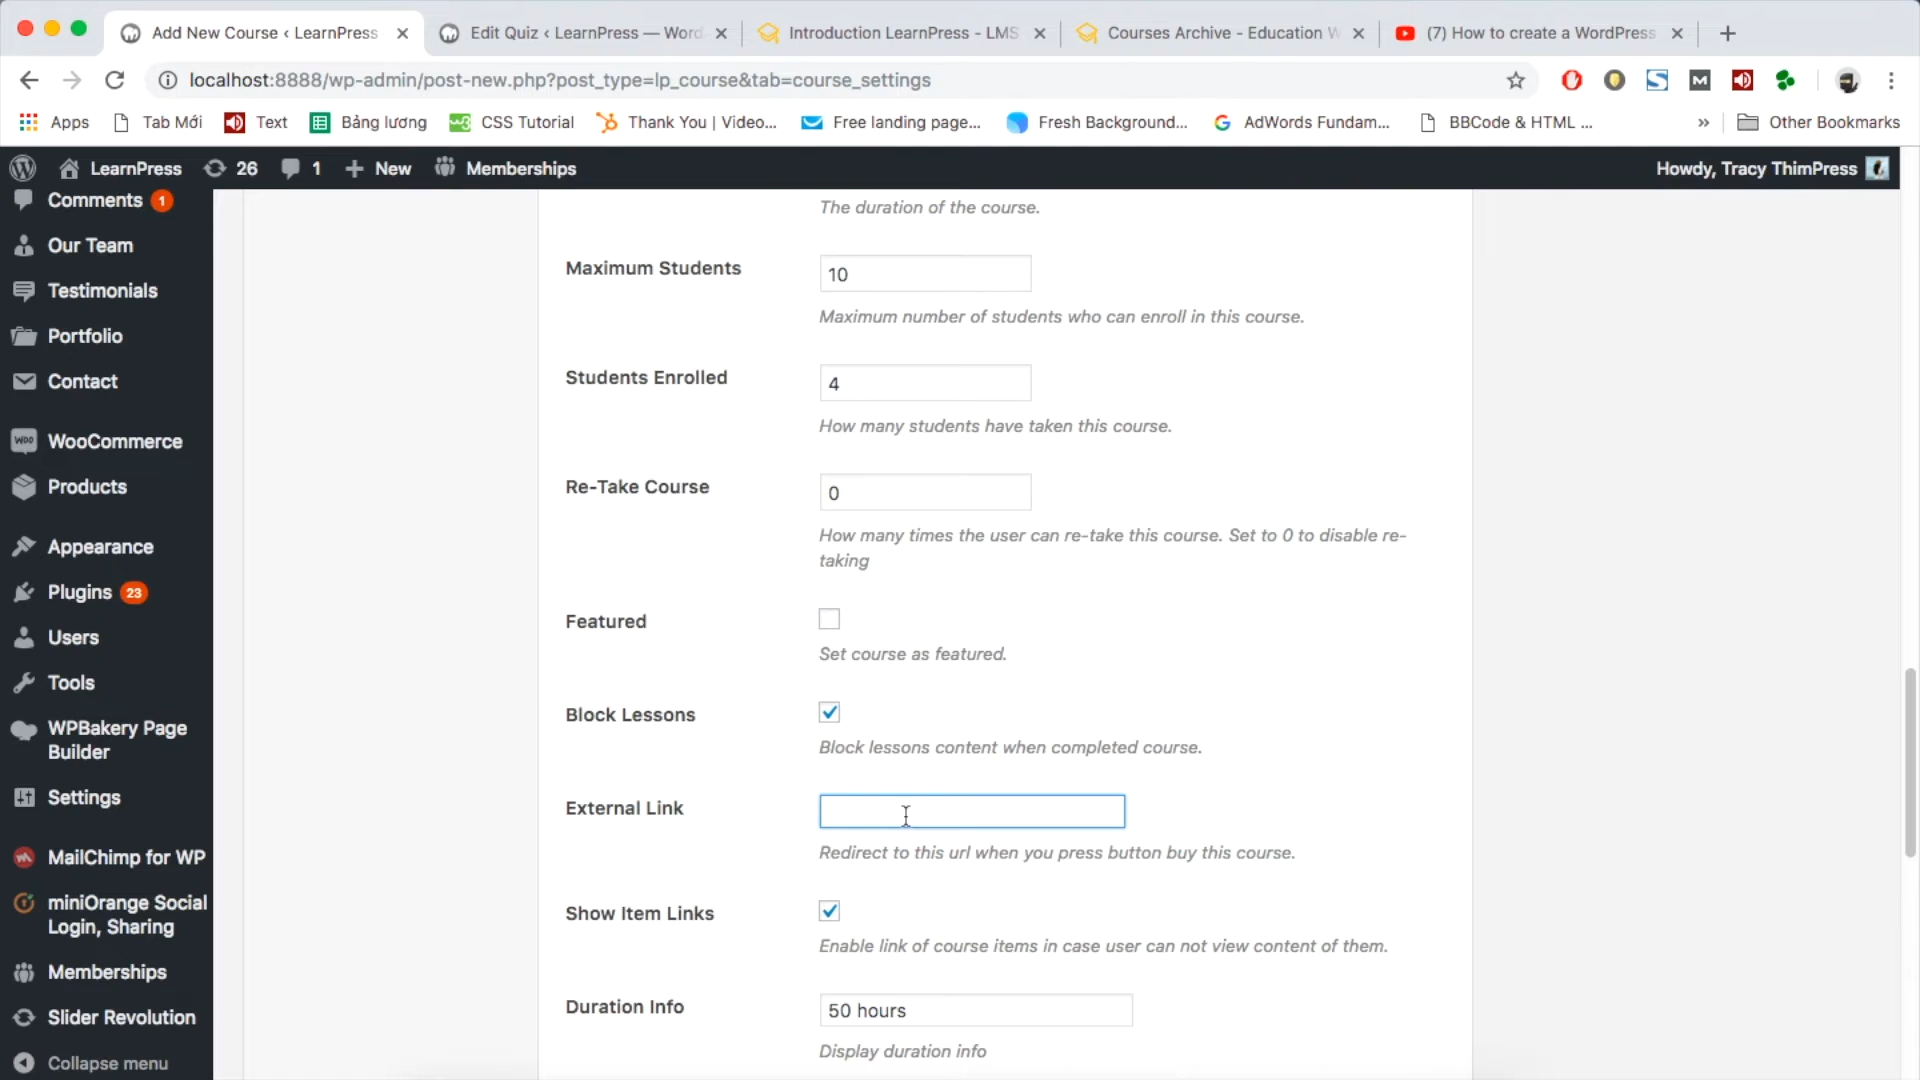 Add New Course ‹ LearnPress
Edit Quiz ‹ LearnPress — Word
Introduction LearnPress - LMS
Courses Archive - Education W
(7) How to create a WordPress
localhost:8888/wp-admin/post-new.php?post_type=lp_course&tab=course_settings
Apps
Tab Mới
Text
Bảng lương
CSS Tutorial
Thank You | Video...
Free landing page...
Fresh Background...
AdWords Fundam...
BBCode & HTML ...
»
Other Bookmarks
LearnPress
26
1
New
Memberships
Howdy, Tracy ThimPress
Comments 1
Our Team
Testimonials
Portfolio
Contact
WooCommerce
Products
Appearance
Plugins 23
Users
Tools
WPBakery Page
Builder
Settings
MailChimp for WP
miniOrange Social
Login, Sharing
Memberships
Slider Revolution
Collapse menu
The duration of the course.
Maximum Students
10
Maximum number of students who can enroll in this course.
Students Enrolled
4
How many students have taken this course.
Re-Take Course
0
How many times the user can re-take this course. Set to 0 to disable re-
taking
Featured
Set course as featured.
Block Lessons
Block lessons content when completed course.
External Link
Redirect to this url when you press button buy this course.
Show Item Links
Enable link of course items in case user can not view content of them.
Duration Info
50 hours
Display duration info